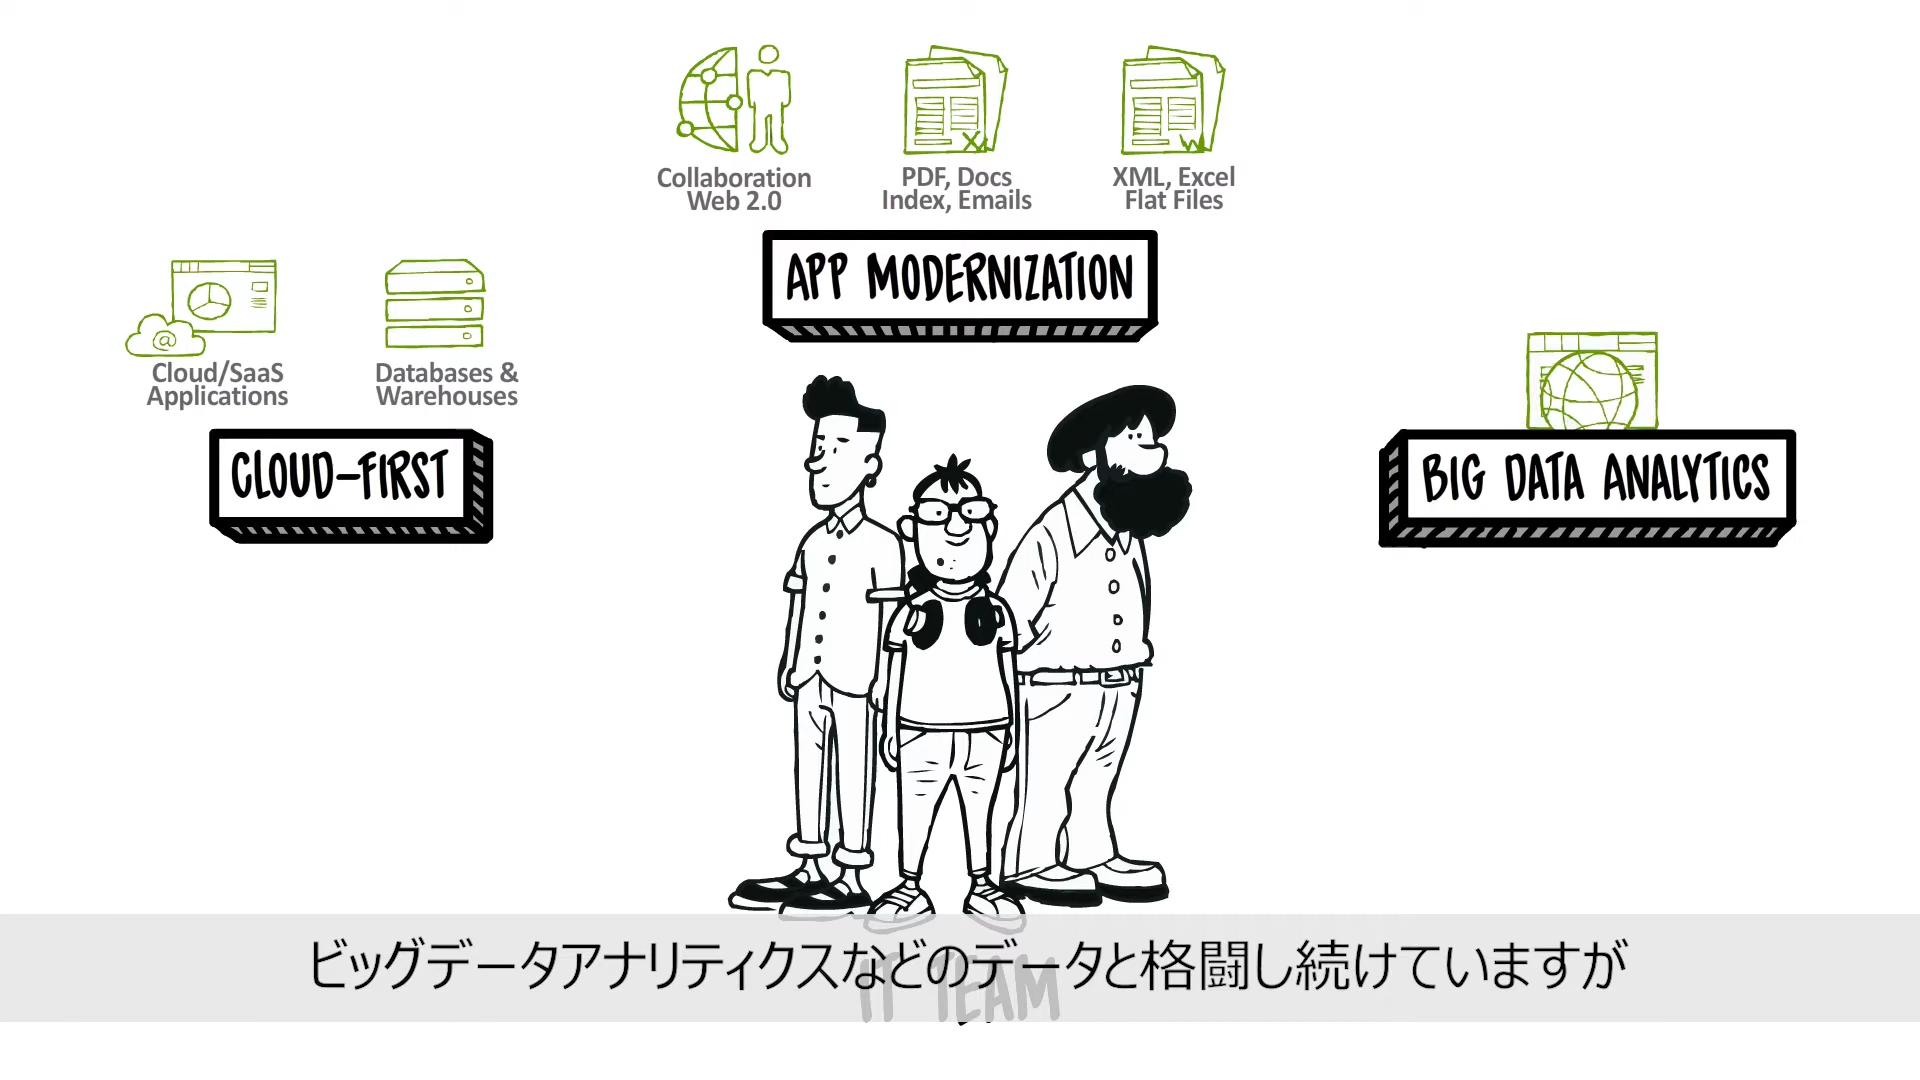 Collaboration
Web 2.0
PDF, Docs
Index, Emails
XML, Excel
Flat Files
APP MODERNIZATION
Cloud/SaaS
Applications
Databases &
Warehouses
CLOUD-FIRST
BIG DATA ANALYTICS
ビッグデータアナリティクスなどのデータと格闘し続けていますが
IT TEAM